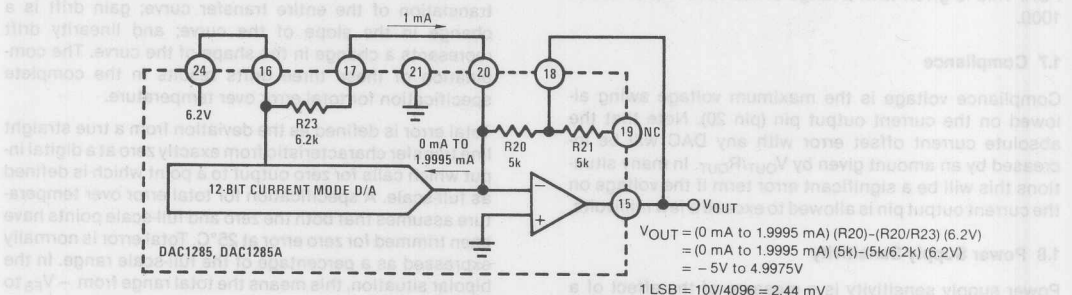 1000.
1.7 Compliance
Compliance voltage is the maximum voltage swing al-
lowed on the current output pin (pin 20). Note that the
absolute current offset error with any DAC
creased by an amount given by VOUT/ROUT. In
tions this will be a significant error term if the voltage on
the current output pin is allowed to exceed
1.8 Power
Power supply sensitivity is
translation of the entire transfer curve; gain drift is a
change in the slope of the curve; and linearity drift
represents a change in the shape of the curve. The com-
in the complete
specification for total error over temperature.
error is defined as the deviation from a true straight
characteristic from exactly zero at a digital in-
which calls for zero output to a point which is defined
as full-scale. A specification for total error over tempera-
ture assumes that both the zero and full-scale points have
been trimmed for zero error at 25°C. Total error is normally
expressed as a percentage of the full-scale range. In the
bipolar situation, this means the total range from −VFS to
1 mA
24
16
17
21
20
18
6.2V
R23
6.2k
19 NC
R20
5k
R21
5k
0 mA TO
1.9995 mA
12-BIT CURRENT MODE D/A
−
+
15
VOUT
DAC1285, DAC1285A
VOUT = (0 mA to 1.9995 mA) (R20)–(R20/R23) (6.2V)
= (0 mA to 1.9995 mA) (5k)–(5k/6.2k) (6.2V)
= – 5V to 4.9975V
1 LSB = 10V/4096 = 2.44 mV